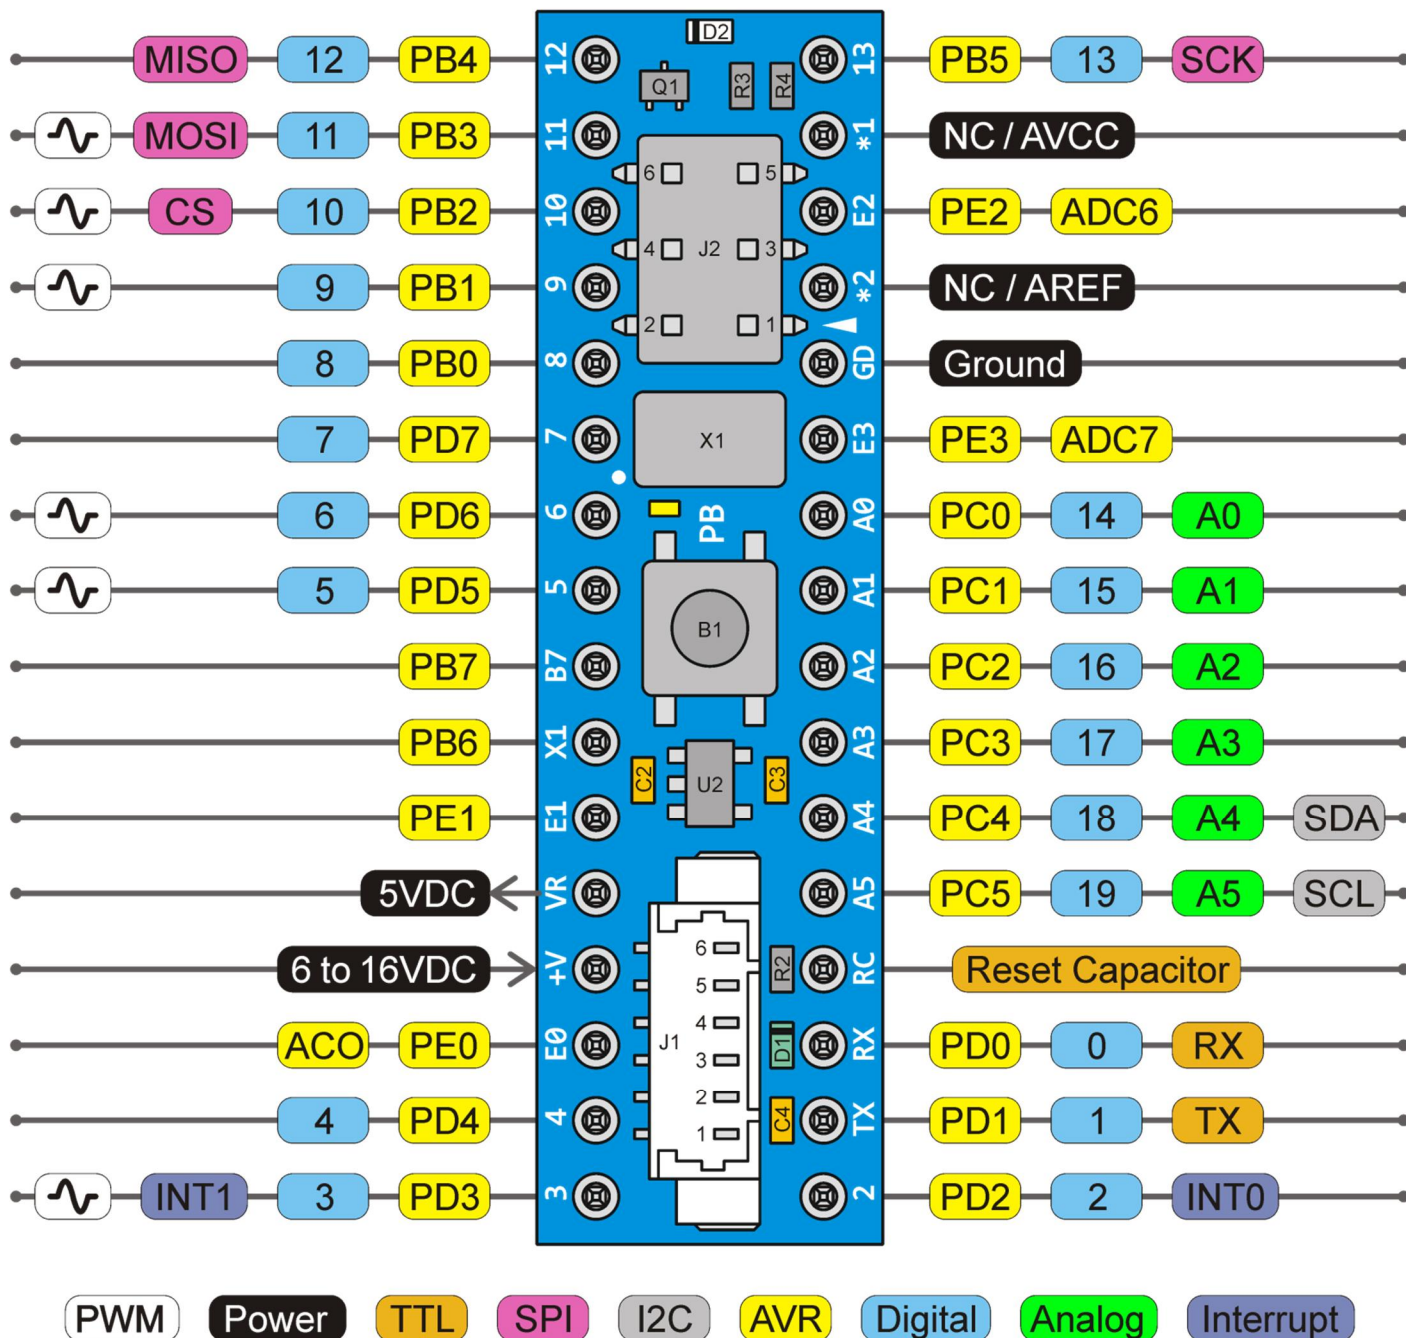 D2
MISO 12 PB4 12 13 PB5 13 SCK
Q1 R3 R4
MOSI 11 PB3 11 *1 NC / AVCC
6 5
CS 10 PB2 10 E2 PE2 ADC6
4 J2 3
9 PB1 9 *2 NC / AREF
2 1
8 PB0 8 GD Ground
7 PD7 7 X1 E3 PE3 ADC7
6 PD6 6 PB A0 PC0 14 A0
5 PD5 5 A1 PC1 15 A1
B1
PB7 B7 A2 PC2 16 A2
PB6 X1 A3 PC3 17 A3
C2 U2 C3
PE1 E1 A4 PC4 18 A4 SDA
5VDC VR A5 PC5 19 A5 SCL
6
6 to 16VDC +V R2 RC Reset Capacitor
5
4
ACO PE0 E0 J1 D1 RX PD0 0 RX
3
2
4 PD4 4 C4 TX PD1 1 TX
1
INT1 3 PD3 3 2 PD2 2 INT0
PWM Power TTL SPI I2C AVR Digital Analog Interrupt